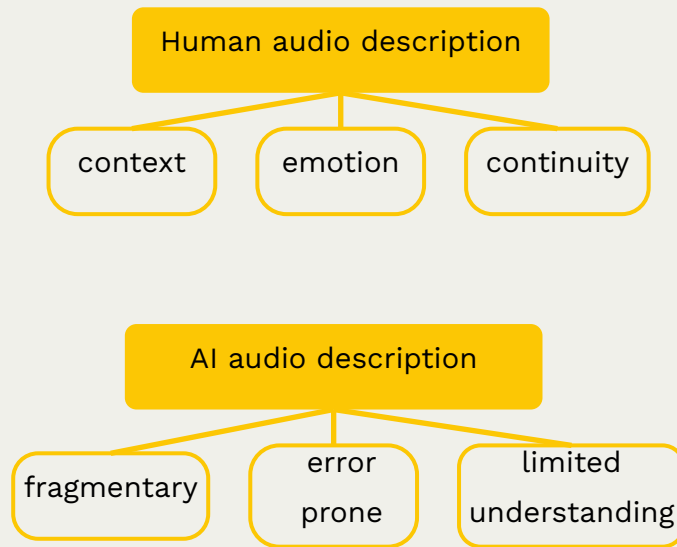 Human audio description
context
emotion
continuity
AI audio description
fragmentary
error
prone
limited
understanding